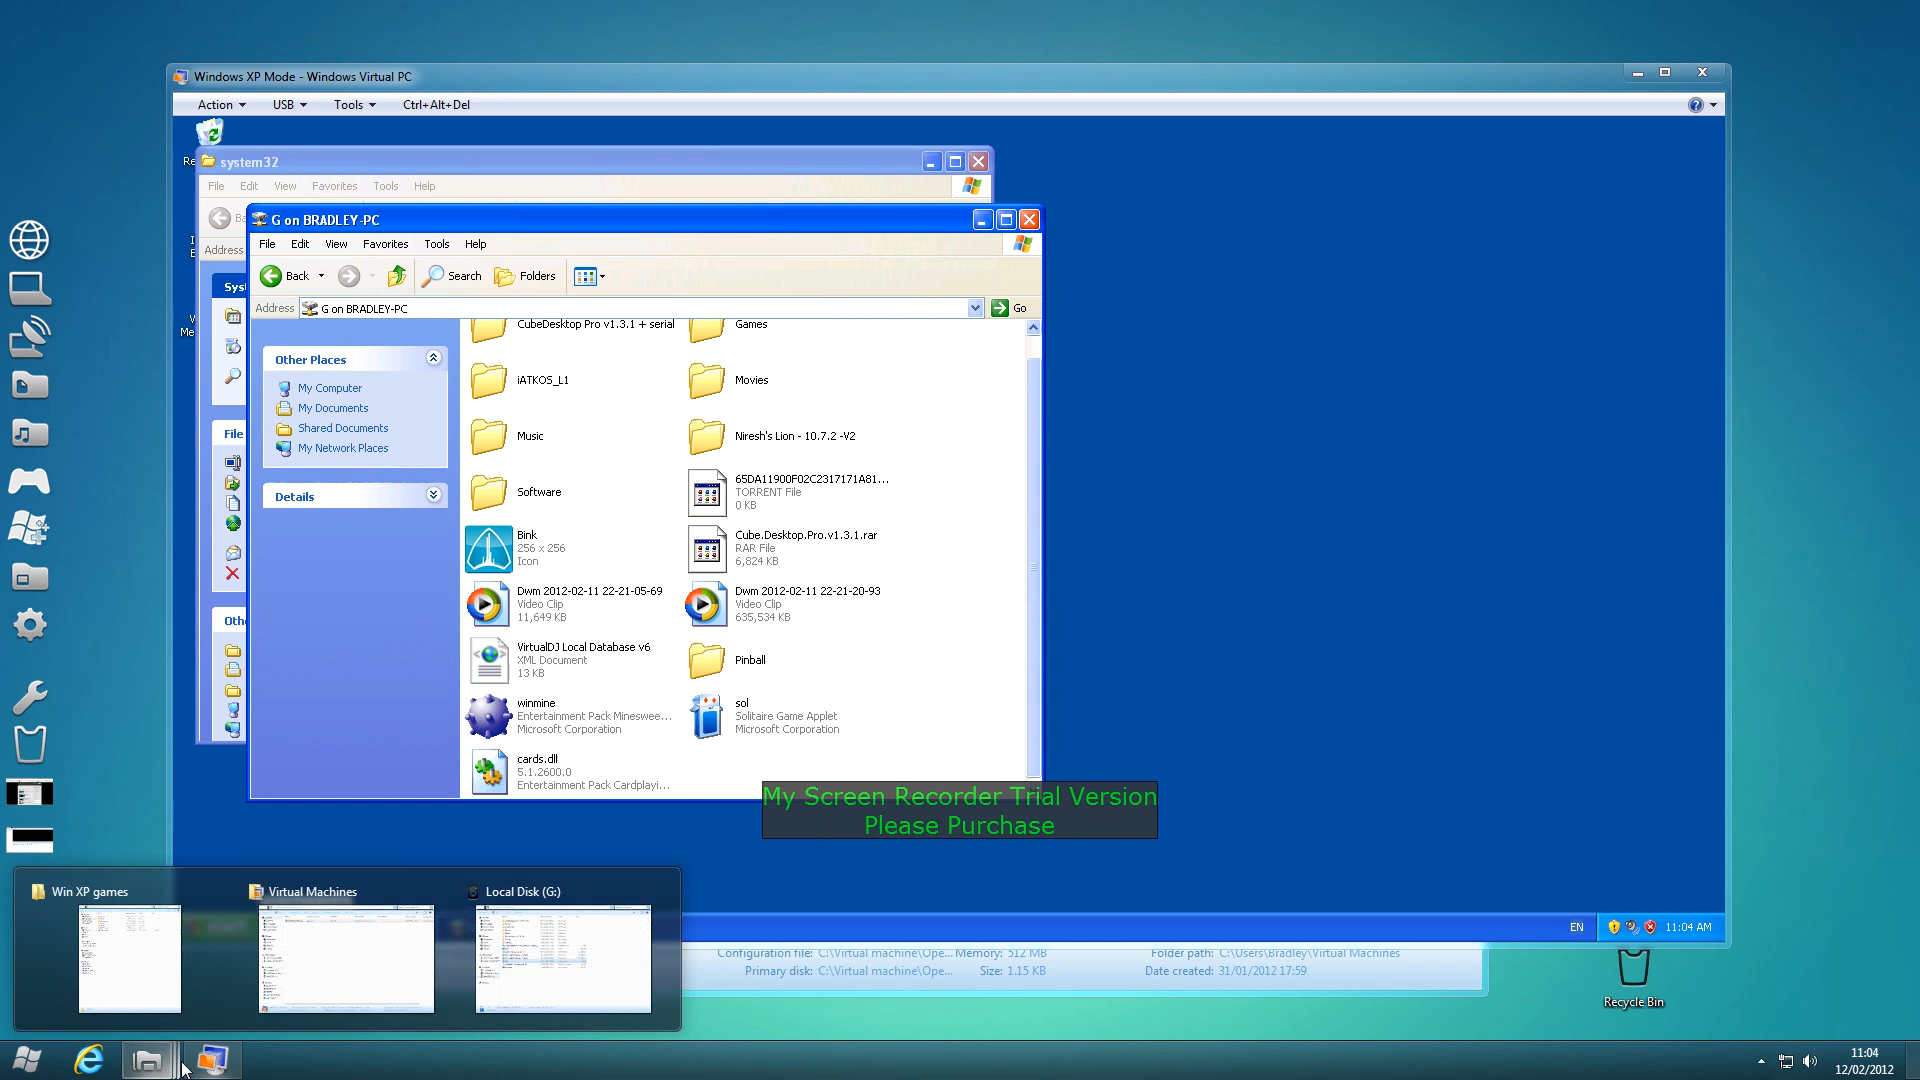 Windows XP Mode - Windows Virtual PC
Action USB Tools Ctrl+Alt+Del
Re
system32
File Edit View Favorites Tools Help
Ba
Address
G on BRADLEY-PC
File Edit View Favorites Tools Help
Back Search Folders
Address G on BRADLEY-PC Go
Me
Sys
File
Othe
Other Places
My Computer
My Documents
Shared Documents
My Network Places
Details
CubeDesktop Pro v1.3.1 + serial
Games
iATKOS_L1
Movies
Music
Niresh's Lion - 10.7.2 -V2
Software
65DA11900F02C2317171A81...
TORRENT File
0 KB
Bink
256 x 256
Icon
Cube.Desktop.Pro.v1.3.1.rar
RAR File
6,824 KB
Dwm 2012-02-11 22-21-05-69
Video Clip
11,649 KB
Dwm 2012-02-11 22-21-20-93
Video Clip
635,534 KB
VirtualDJ Local Database v6
XML Document
13 KB
Pinball
winmine
Entertainment Pack Mineswee...
Microsoft Corporation
sol
Solitaire Game Applet
Microsoft Corporation
cards.dll
5.1.2600.0
Entertainment Pack Cardplayi...
My Screen Recorder Trial Version
Please Purchase
Win XP games
Virtual Machines
Local Disk (G:)
EN 11:04 AM
Configuration file: C:\Virtual machine\Ope... Memory: 512 MB Folder path: C:\Users\Bradley\Virtual Machines
Primary disk: C:\Virtual machine\Ope... Size: 1.15 KB Date created: 31/01/2012 17:59
Recycle Bin
11:04
12/02/2012